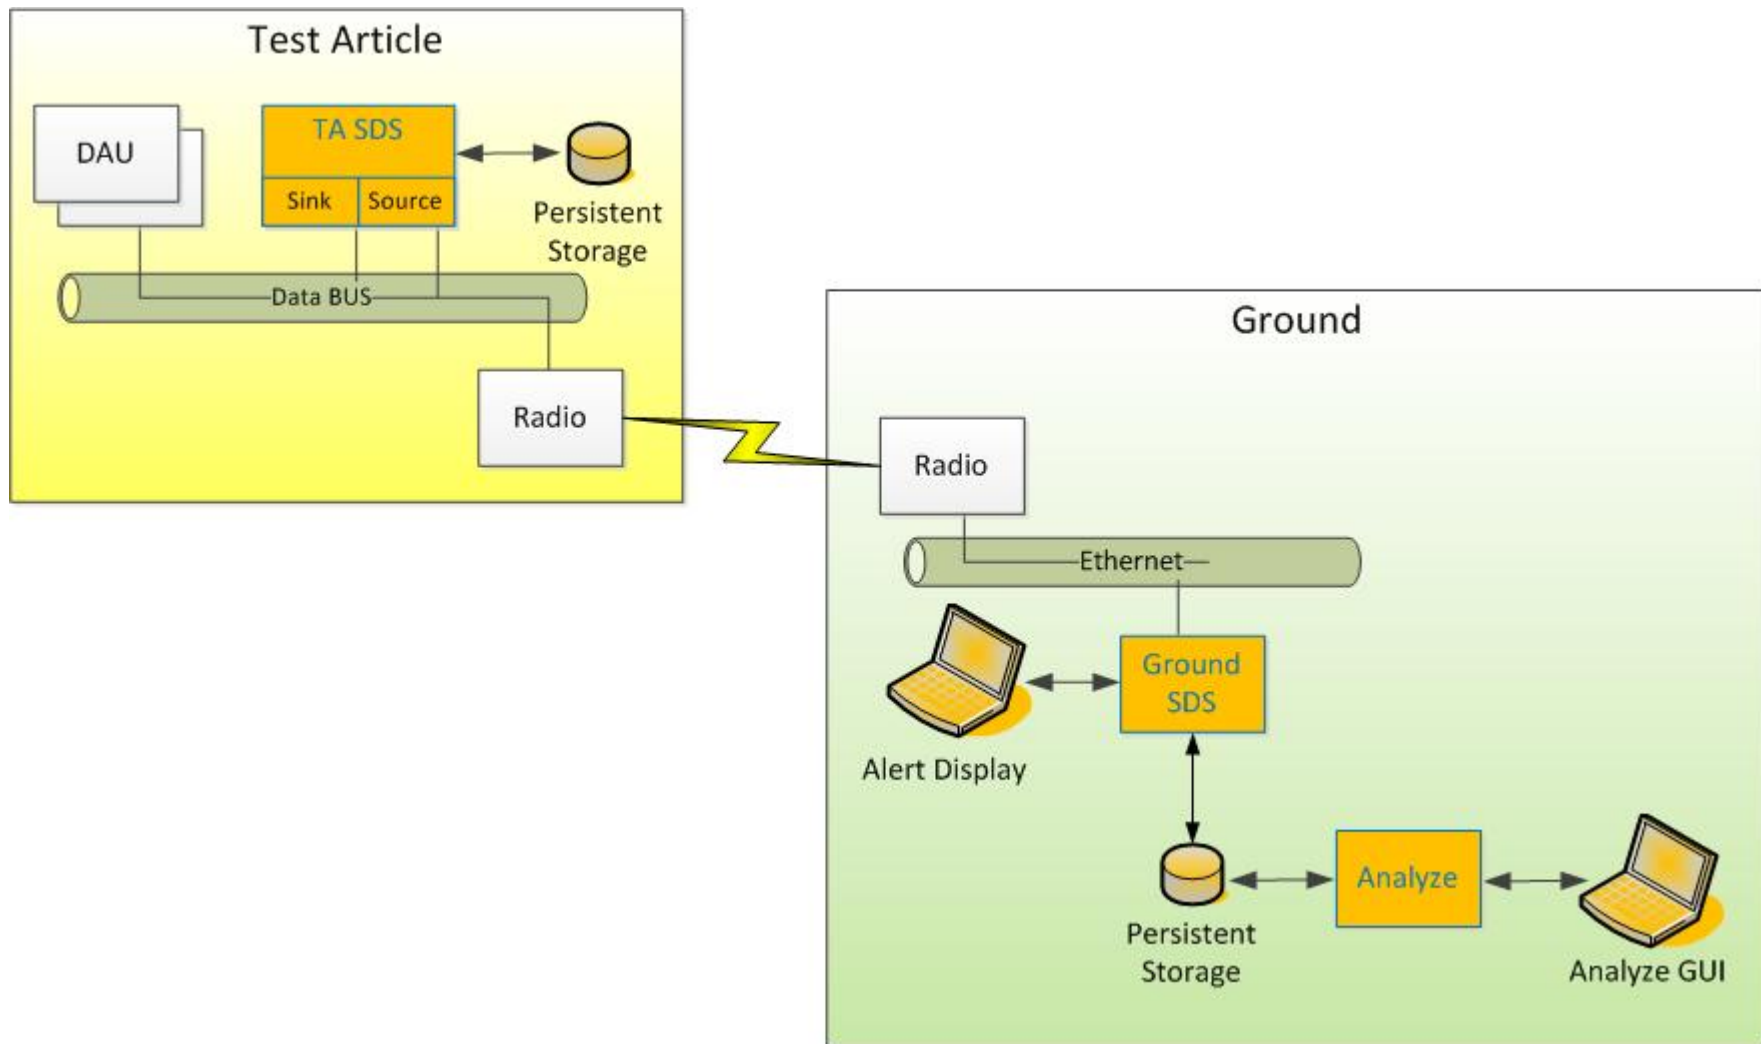 Test Article
DAU
TA SDS
Sink
Source
Persistent
Storage
Data BUS
Radio
Ground
Radio
Ethernet
Ground
SDS
Alert Display
Analyze
Persistent
Storage
Analyze GUI